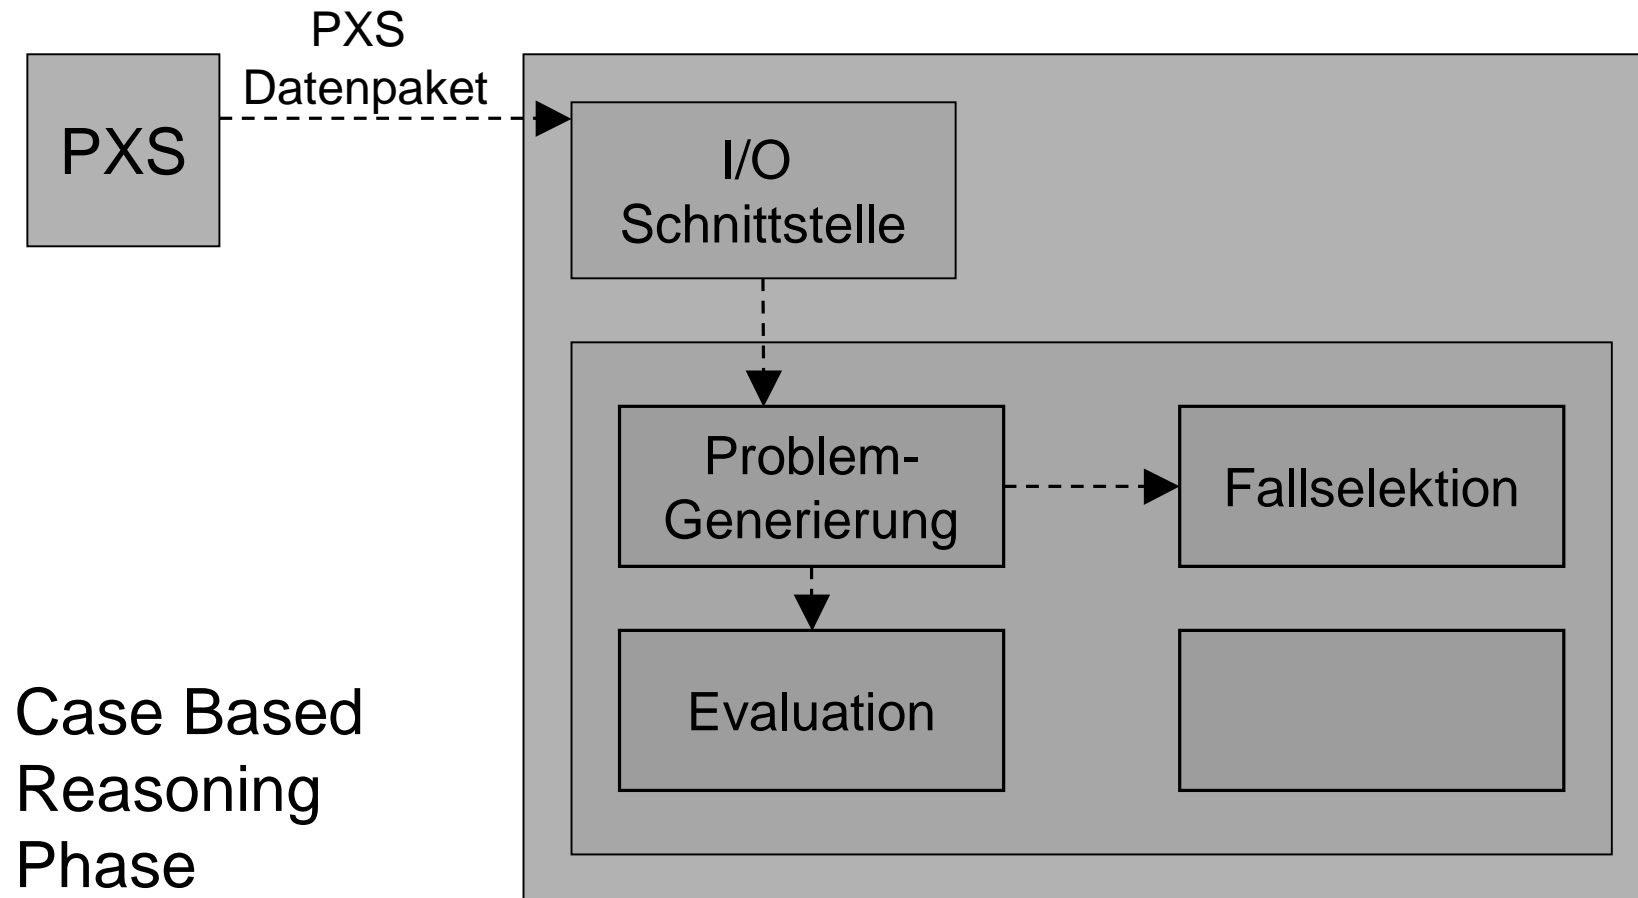 PXS
Datenpaket
PXS
I/O
Schnittstelle
Problem-
Generierung
Fallselektion
Evaluation
Case Based
Reasoning
Phase